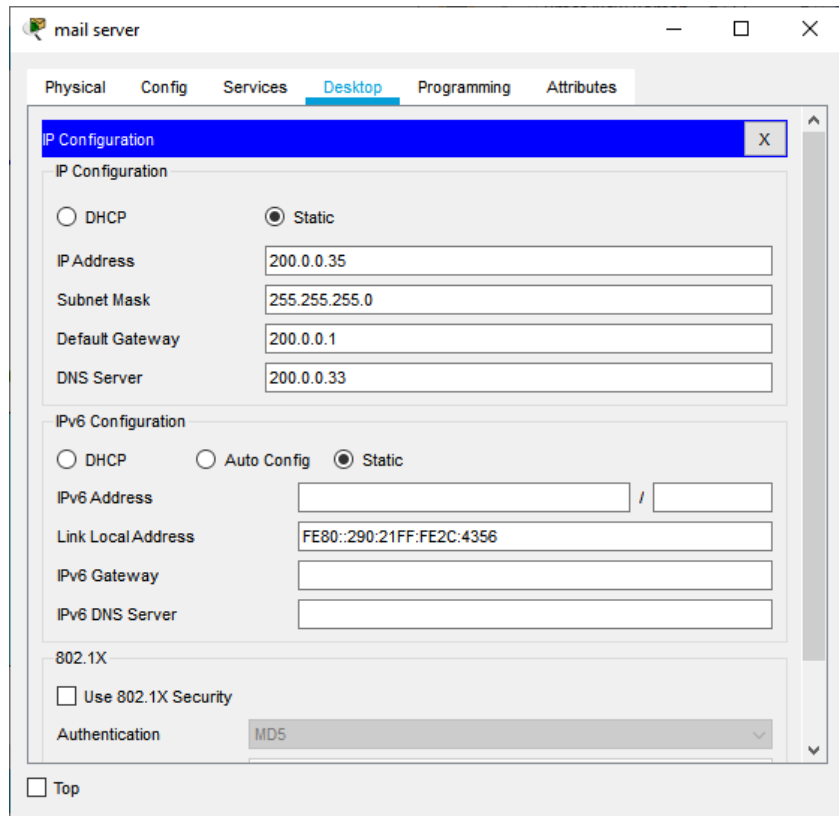 mail server
Physical Config Services Desktop Programming Attributes
IP Configuration X
IP Configuration
DHCP Static
IP Address 200.0.0.35
Subnet Mask 255.255.255.0
Default Gateway 200.0.0.1
DNS Server 200.0.0.33
IPv6 Configuration
DHCP Auto Config Static
IPv6 Address /
Link Local Address FE80::290:21FF:FE2C:4356
IPv6 Gateway
IPv6 DNS Server
802.1X
Use 802.1X Security
Authentication MD5
Top